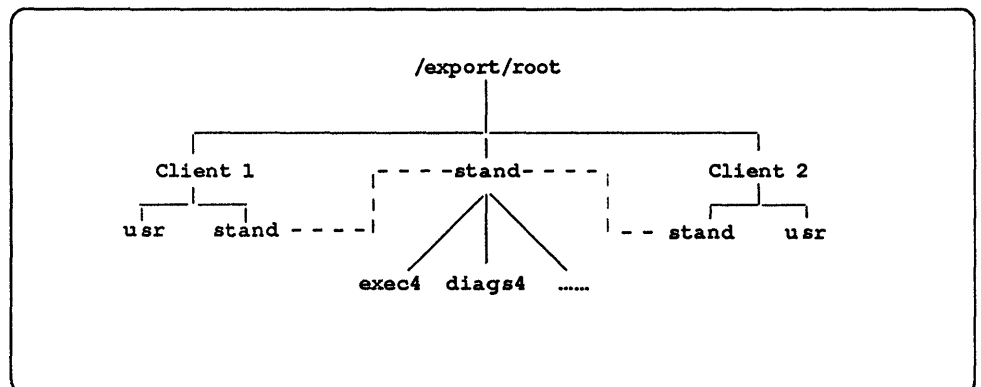 /export/root
Client 1 stand Client 2
usr stand stand usr
exec4 diags4 ......